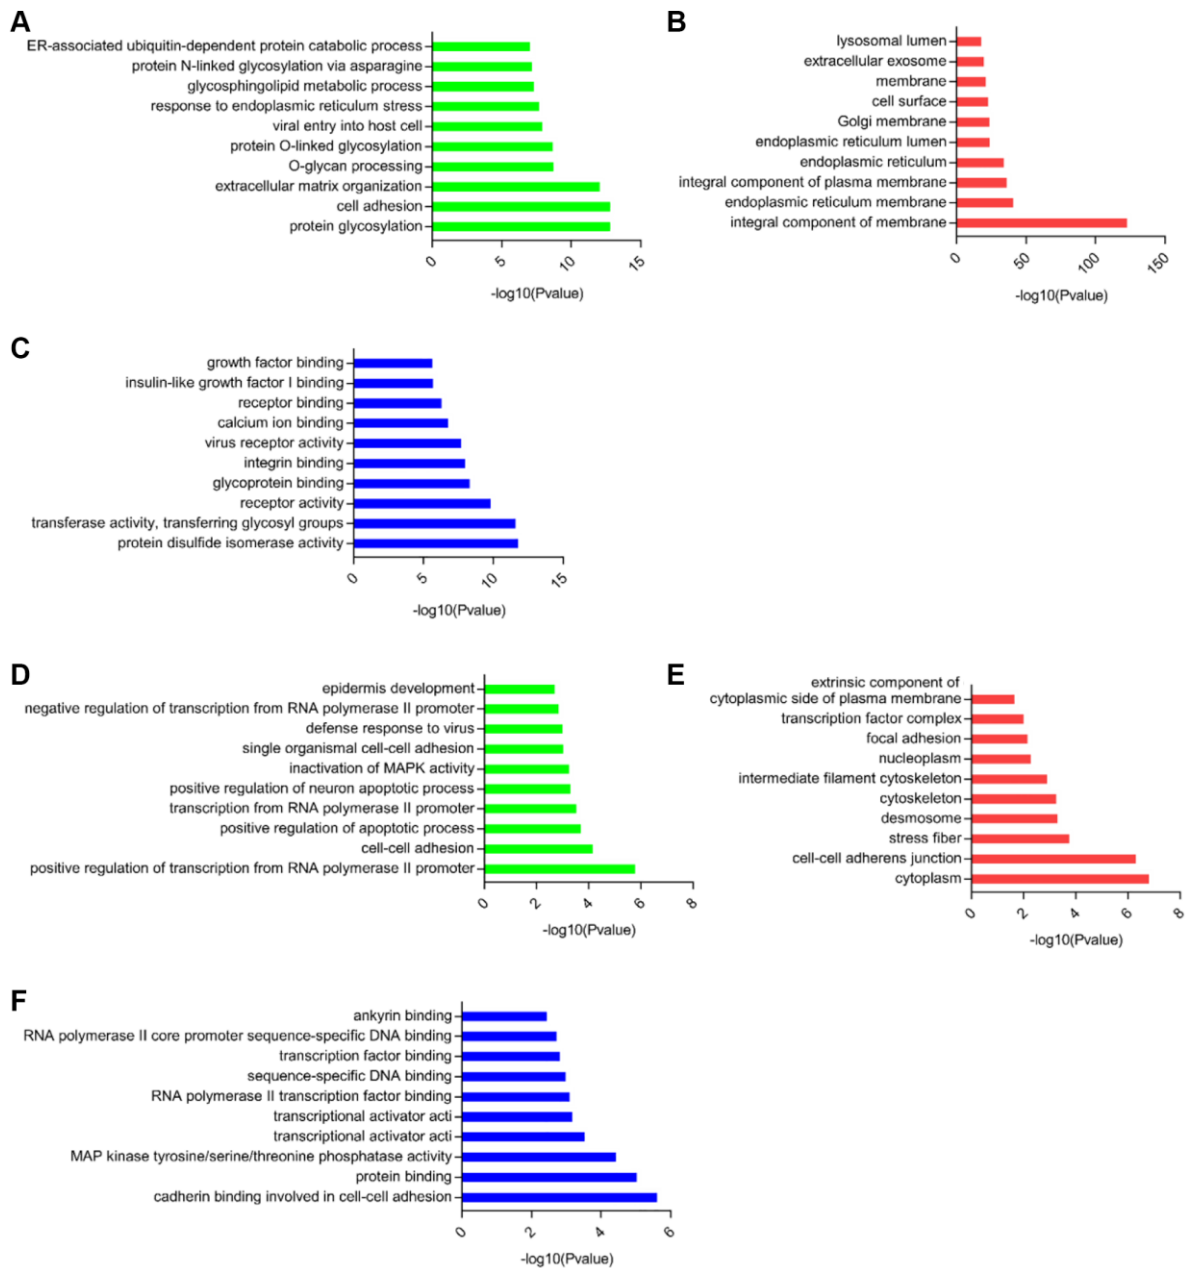 A
ER-associated ubiquitin-dependent protein catabolic process
protein N-linked glycosylation via asparagine
glycosphingolipid metabolic process
response to endoplasmic reticulum stress
viral entry into host cell
protein O-linked glycosylation
O-glycan processing
extracellular matrix organization
cell adhesion
protein glycosylation
0 5 10 15
-log10(Pvalue)
B
lysosomal lumen
extracellular exosome
membrane
cell surface
Golgi membrane
endoplasmic reticulum lumen
endoplasmic reticulum
integral component of plasma membrane
endoplasmic reticulum membrane
integral component of membrane
0 50 100 150
-log10(Pvalue)
C
growth factor binding
insulin-like growth factor I binding
receptor binding
calcium ion binding
virus receptor activity
integrin binding
glycoprotein binding
receptor activity
transferase activity, transferring glycosyl groups
protein disulfide isomerase activity
0 5 10 15
-log10(Pvalue)
D
epidermis development
negative regulation of transcription from RNA polymerase II promoter
defense response to virus
single organismal cell-cell adhesion
inactivation of MAPK activity
positive regulation of neuron apoptotic process
transcription from RNA polymerase II promoter
positive regulation of apoptotic process
cell-cell adhesion
positive regulation of transcription from RNA polymerase II promoter
0 2 4 6 8
-log10(Pvalue)
E
extrinsic component of
cytoplasmic side of plasma membrane
transcription factor complex
focal adhesion
nucleoplasm
intermediate filament cytoskeleton
cytoskeleton
desmosome
stress fiber
cell-cell adherens junction
cytoplasm
0 2 4 6 8
-log10(Pvalue)
F
ankyrin binding
RNA polymerase II core promoter sequence-specific DNA binding
transcription factor binding
sequence-specific DNA binding
RNA polymerase II transcription factor binding
transcriptional activator acti
transcriptional activator acti
MAP kinase tyrosine/serine/threonine phosphatase activity
protein binding
cadherin binding involved in cell-cell adhesion
0 2 4 6
-log10(Pvalue)